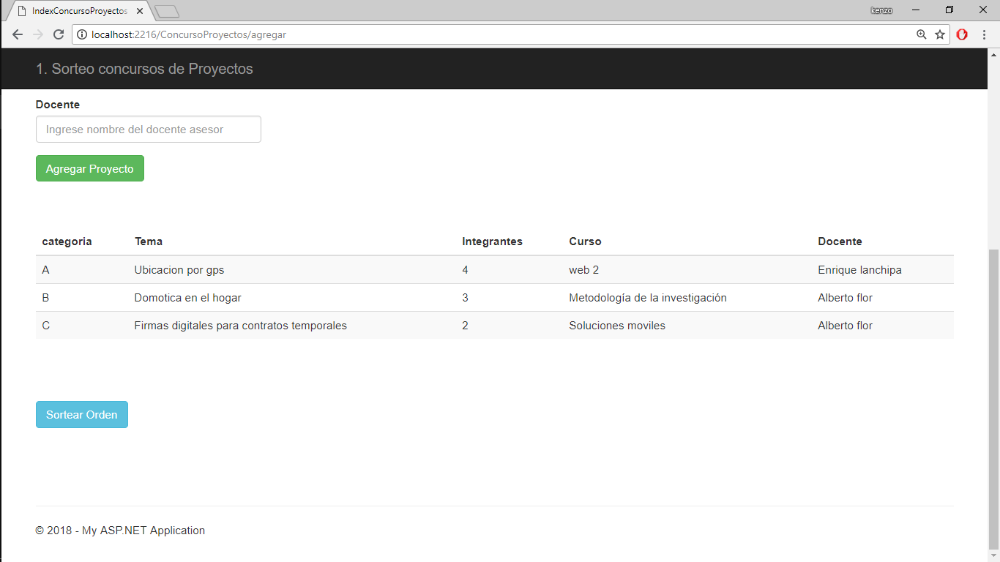 IndexConcursoProyectos
kenzo
localhost:2216/ConcursoProyectos/agregar
1. Sorteo concursos de Proyectos
Docente
Ingrese nombre del docente asesor
Agregar Proyecto
categoria Tema Integrantes Curso Docente
A Ubicacion por gps 4 web 2 Enrique lanchipa
B Domotica en el hogar 3 Metodología de la investigación Alberto flor
C Firmas digitales para contratos temporales 2 Soluciones moviles Alberto flor
Sortear Orden
© 2018 - My ASP.NET Application